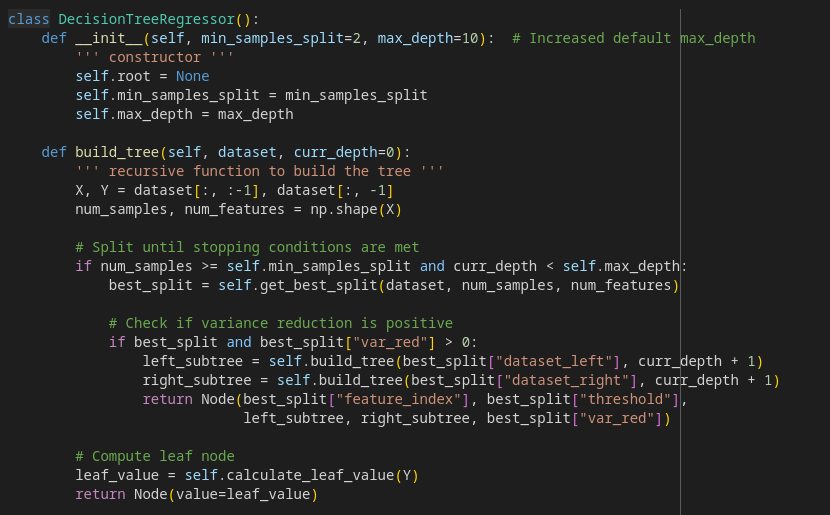 class DecisionTreeRegressor():
    def __init__(self, min_samples_split=2, max_depth=10):  # Increased default max_depth
        ''' constructor '''
        self.root = None
        self.min_samples_split = min_samples_split
        self.max_depth = max_depth

    def build_tree(self, dataset, curr_depth=0):
        ''' recursive function to build the tree '''
        X, Y = dataset[:, :-1], dataset[:, -1]
        num_samples, num_features = np.shape(X)

        # Split until stopping conditions are met
        if num_samples >= self.min_samples_split and curr_depth < self.max_depth:
            best_split = self.get_best_split(dataset, num_samples, num_features)

            # Check if variance reduction is positive
            if best_split and best_split["var_red"] > 0:
                left_subtree = self.build_tree(best_split["dataset_left"], curr_depth + 1)
                right_subtree = self.build_tree(best_split["dataset_right"], curr_depth + 1)
                return Node(best_split["feature_index"], best_split["threshold"],
                            left_subtree, right_subtree, best_split["var_red"])

        # Compute leaf node
        leaf_value = self.calculate_leaf_value(Y)
        return Node(value=leaf_value)